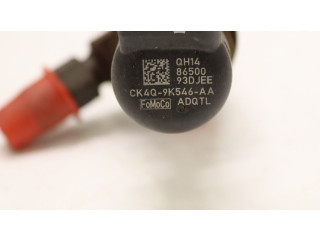 QH14
86500
93DJEE
CK4Q-9K546-AA
FoMoCo ADQTL